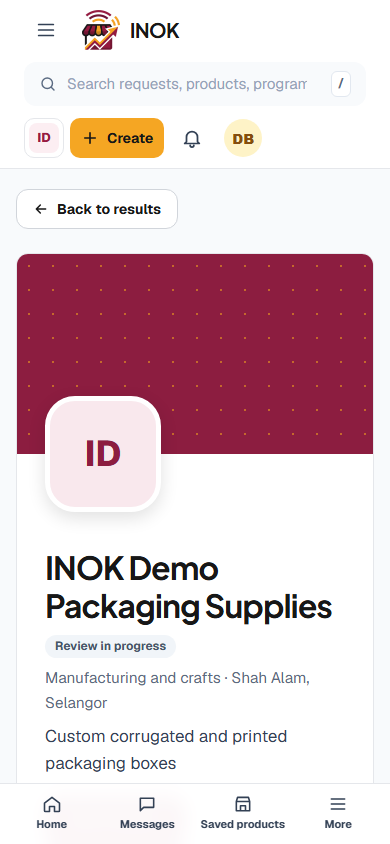 INOK
Search requests, products, program
/
ID
Create
DB
Back to results
ID
INOK Demo
Packaging Supplies
Review in progress
Manufacturing and crafts · Shah Alam,
Selangor
Custom corrugated and printed
packaging boxes
Home
Messages
Saved products
More